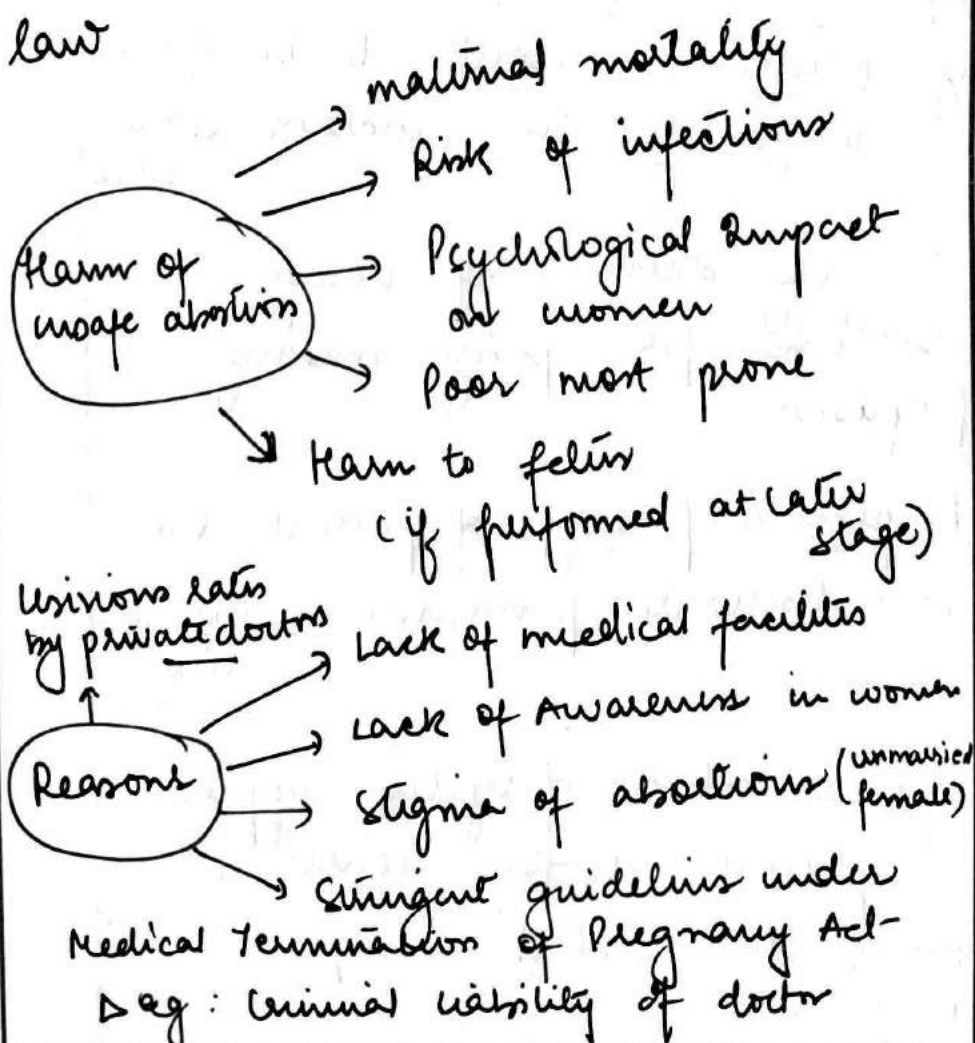 law
maternal mortality
Risk of infections
Harm of
unsafe abortions
Psychological Impact
on women
Poor most prone
Harm to fetus
(if performed at later
stage)
Usirious rates
by private doctors
Lack of medical facilities
Lack of Awareness in women
Reasons
Stigma of abortions (unmarried
female)
Stringent guidelines under
Medical Termination of Pregnancy Act
eg: Criminal liability of doctor